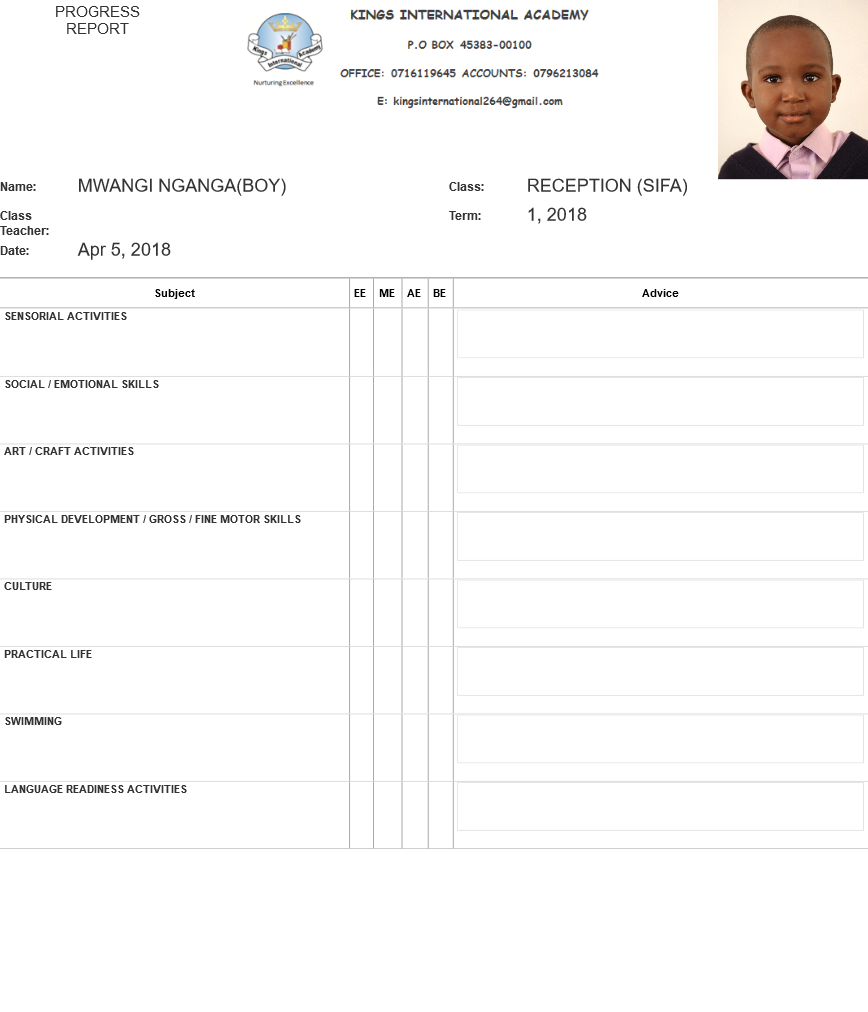 PROGRESS
REPORT
Kings International Academy
Nurturing Excellence
KINGS INTERNATIONAL ACADEMY
P.O BOX 45383-00100
OFFICE: 0716119645 ACCOUNTS: 0796213084
E: kingsinternational264@gmail.com
Name: MWANGI NGANGA(BOY) Class: RECEPTION (SIFA)
Class Teacher: Term: 1, 2018
Date: Apr 5, 2018
Subject EE ME AE BE Advice
SENSORIAL ACTIVITIES
SOCIAL / EMOTIONAL SKILLS
ART / CRAFT ACTIVITIES
PHYSICAL DEVELOPMENT / GROSS / FINE MOTOR SKILLS
CULTURE
PRACTICAL LIFE
SWIMMING
LANGUAGE READINESS ACTIVITIES